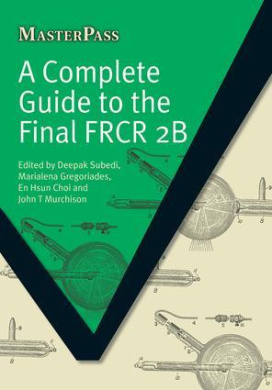 MASTERPASS
A Complete
Guide to the
Final FRCR 2B
Edited by Deepak Subedi,
Marialena Gregoriades,
En Hsun Choi and
John T Murchison